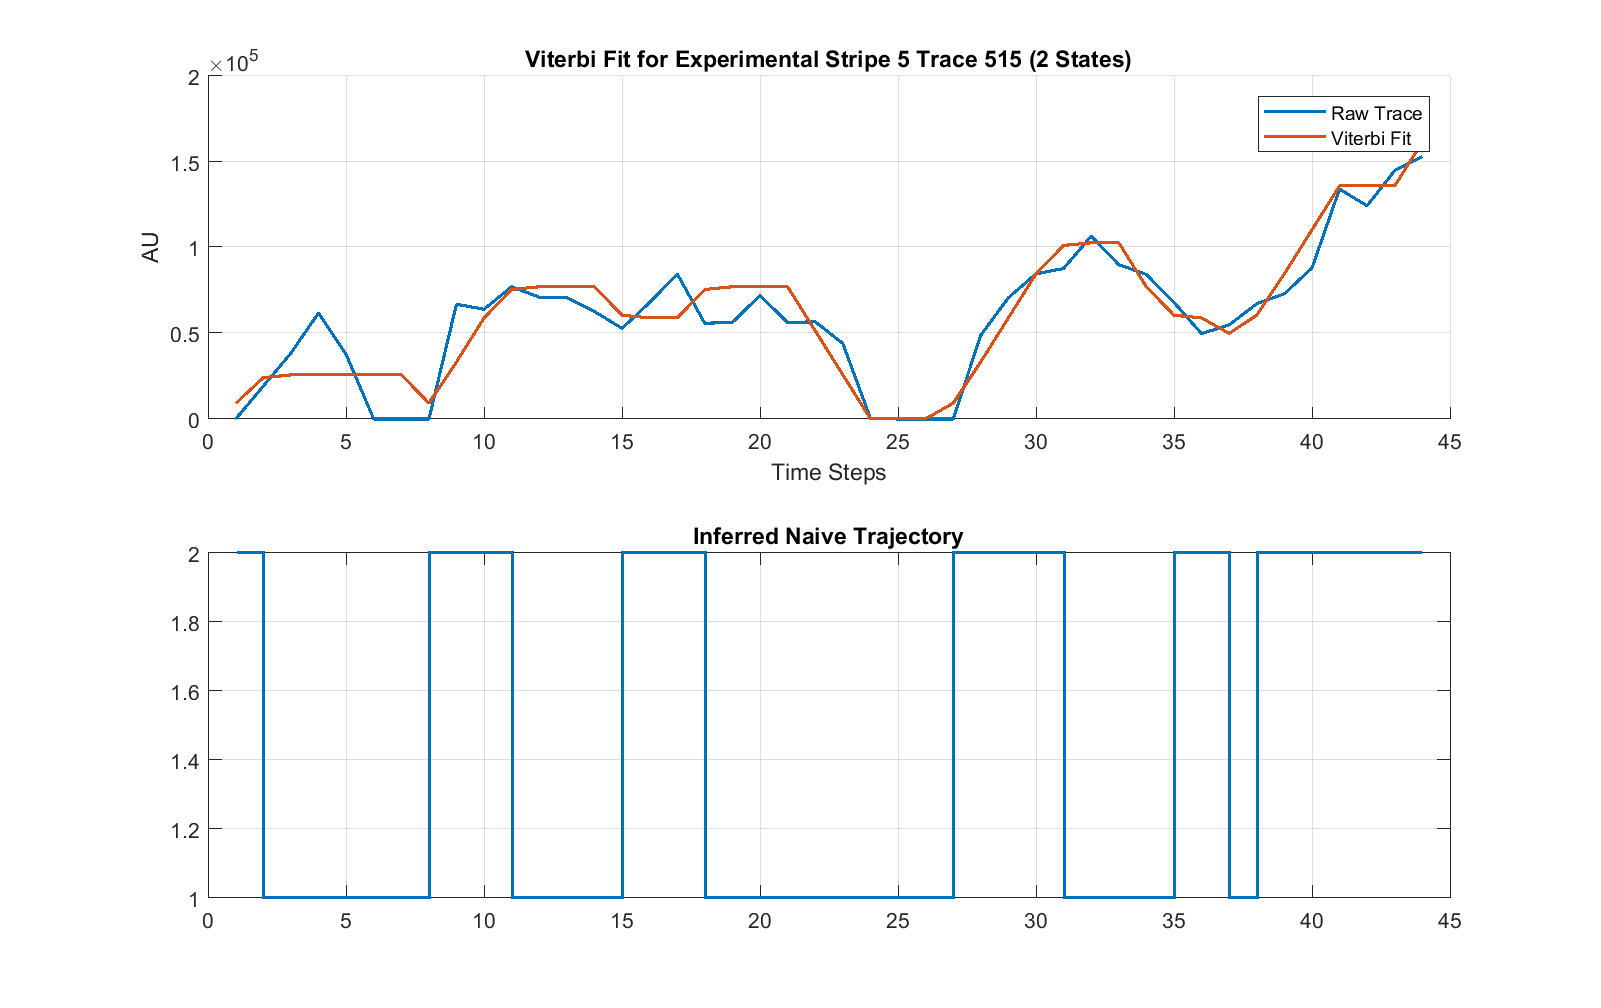 Viterbi Fit for Experimental Stripe 5 Trace 515 (2 States)
×10^5
2
1.5
1
0.5
0
AU
Raw Trace
Viterbi Fit
0 5 10 15 20 25 30 35 40 45
Time Steps
Inferred Naive Trajectory
2
1.8
1.6
1.4
1.2
1
0 5 10 15 20 25 30 35 40 45